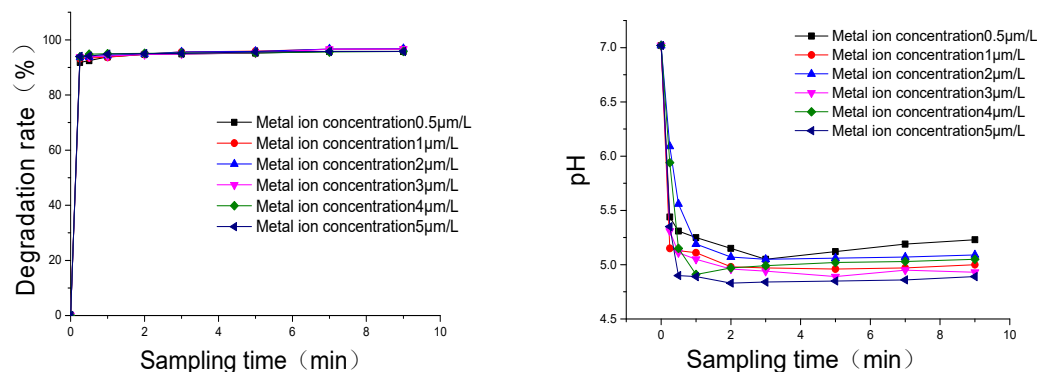 Degradation rate（%）
100
80
60
40
20
0
Metal ion concentration0.5μm/L
Metal ion concentration1μm/L
Metal ion concentration2μm/L
Metal ion concentration3μm/L
Metal ion concentration4μm/L
Metal ion concentration5μm/L
0
2
4
6
8
10
Sampling time（min）
pH
7.0
6.5
6.0
5.5
5.0
4.5
Metal ion concentration0.5μm/L
Metal ion concentration1μm/L
Metal ion concentration2μm/L
Metal ion concentration3μm/L
Metal ion concentration4μm/L
Metal ion concentration5μm/L
0
2
4
6
8
10
Sampling time（min）